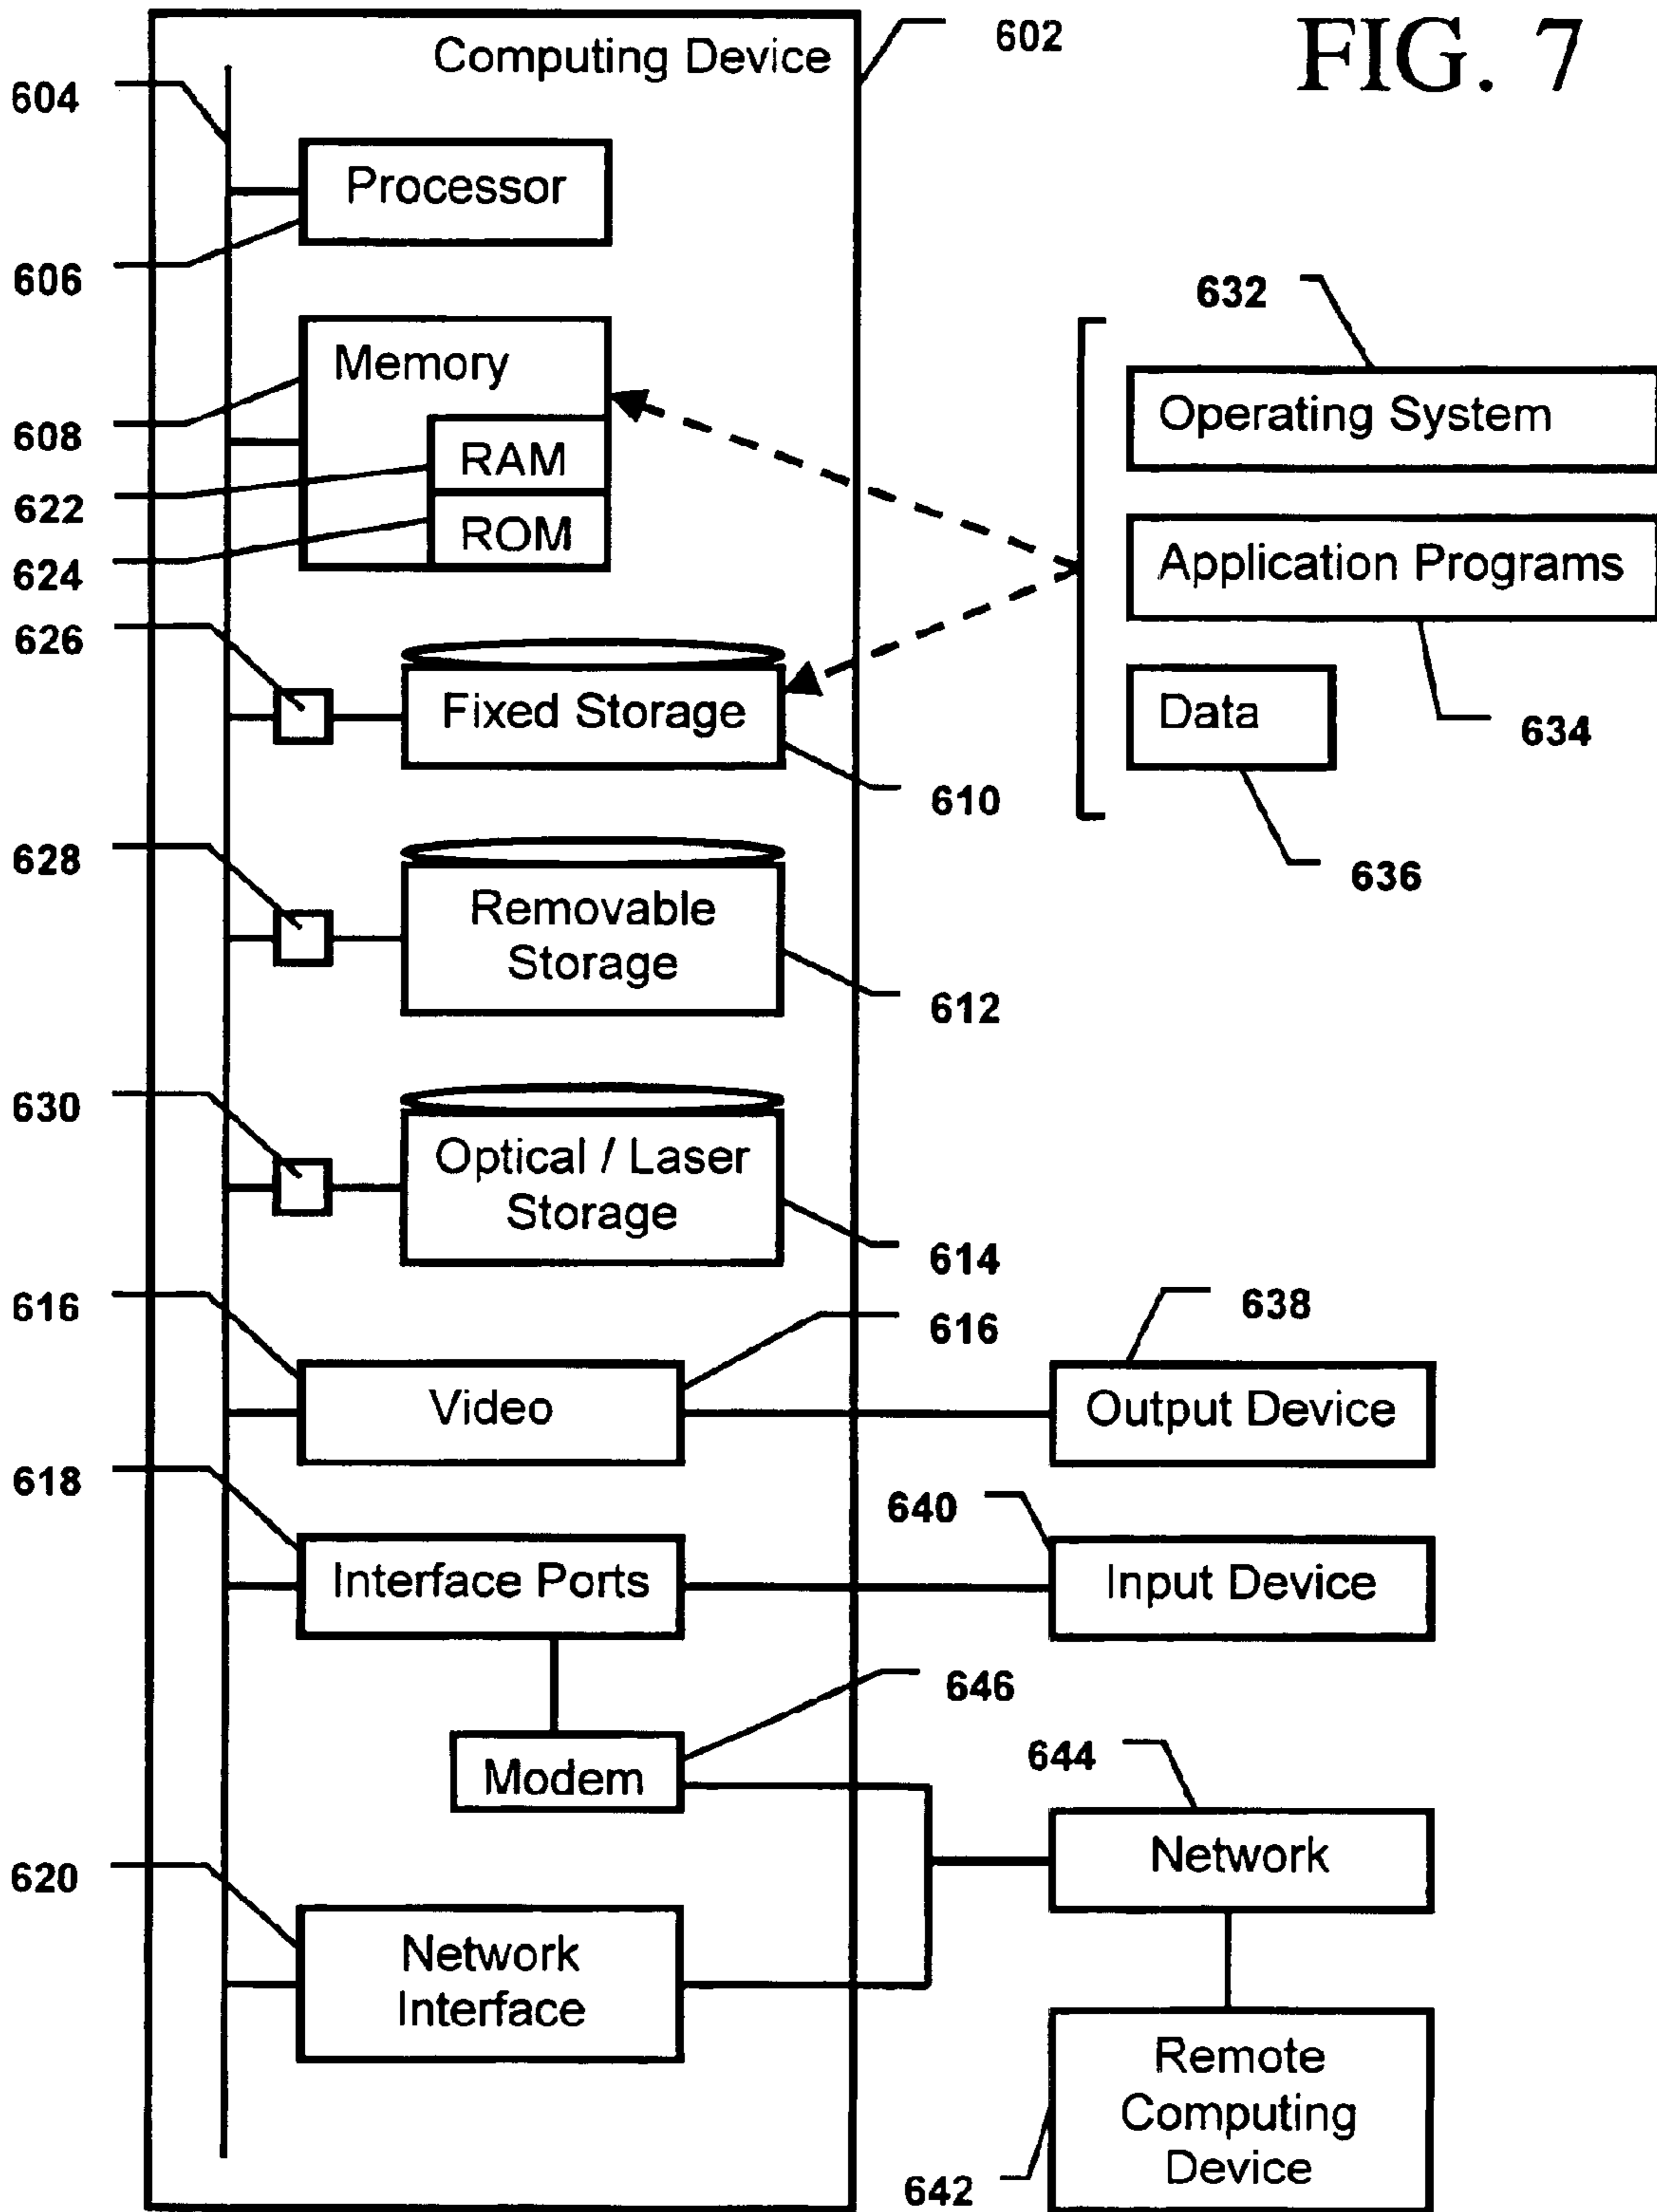 FIG. 7
Computing Device
602
604
Processor
606
Memory
608
RAM
622
ROM
624
632
Operating System
Application Programs
634
Data
636
626
Fixed Storage
610
628
Removable
Storage
612
630
Optical / Laser
Storage
614
616
616
Video
638
Output Device
618
Interface Ports
640
Input Device
646
Modem
644
Network
620
Network
Interface
Remote
Computing
Device
642